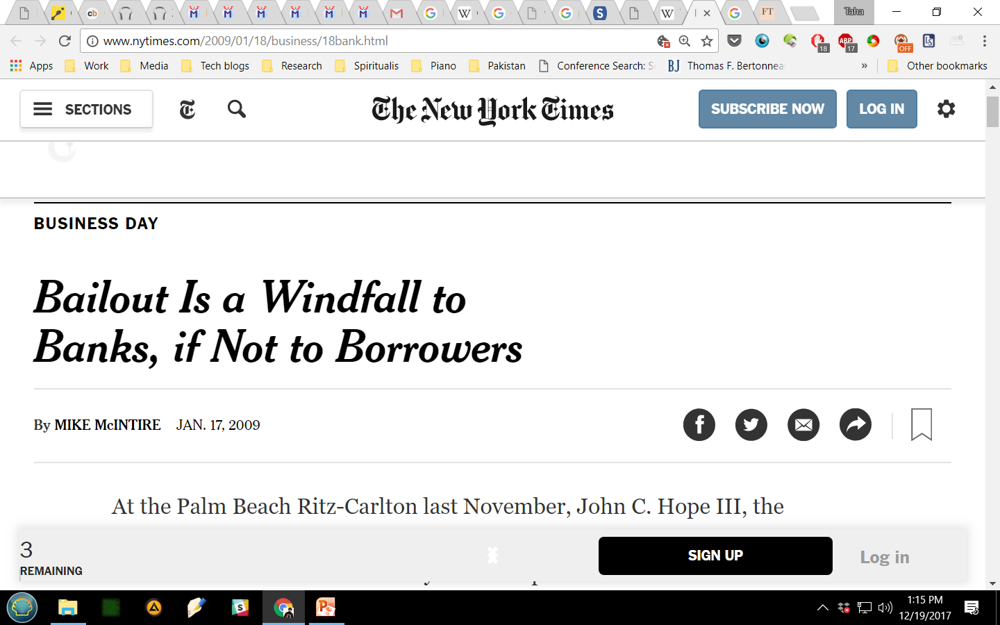 Taha
www.nytimes.com/2009/01/18/business/18bank.html
18
17
OFF
Apps Work Media Tech blogs Research Spiritualis Piano Pakistan Conference Search: S Thomas F. Bertonnea » Other bookmarks
SECTIONS
The New York Times
SUBSCRIBE NOW
LOG IN
BUSINESS DAY
Bailout Is a Windfall to
Banks, if Not to Borrowers
By MIKE McINTIRE JAN. 17, 2009
At the Palm Beach Ritz-Carlton last November, John C. Hope III, the
3
REMAINING
SIGN UP
Log in
1:15 PM
12/19/2017